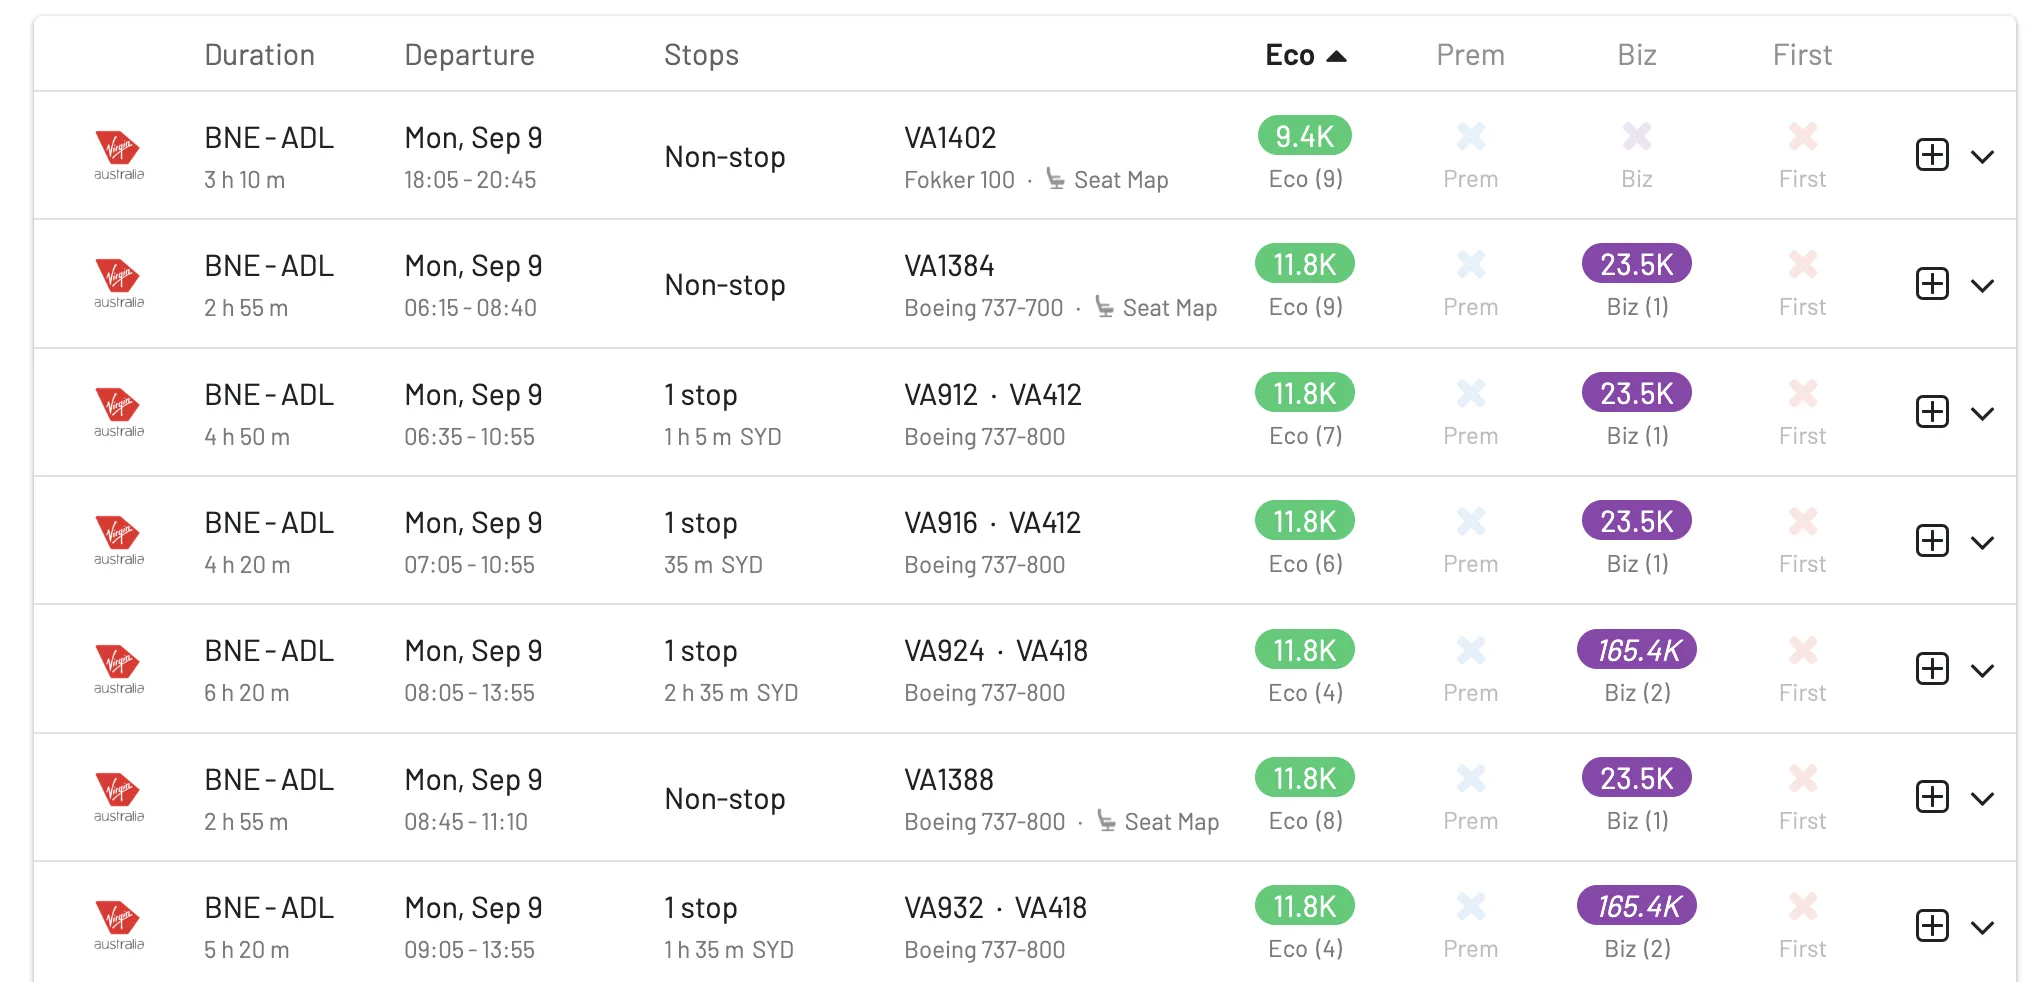 Duration Departure Stops Eco Prem Biz First
Virgin australia BNE - ADL Mon, Sep 9 Non-stop VA1402 9.4K
3 h 10 m 18:05 - 20:45 Fokker 100 · Seat Map Eco (9) Prem Biz First
Virgin australia BNE - ADL Mon, Sep 9 Non-stop VA1384 11.8K 23.5K
2 h 55 m 06:15 - 08:40 Boeing 737-700 · Seat Map Eco (9) Prem Biz (1) First
Virgin australia BNE - ADL Mon, Sep 9 1 stop VA912 · VA412 11.8K 23.5K
4 h 50 m 06:35 - 10:55 1 h 5 m SYD Boeing 737-800 Eco (7) Prem Biz (1) First
Virgin australia BNE - ADL Mon, Sep 9 1 stop VA916 · VA412 11.8K 23.5K
4 h 20 m 07:05 - 10:55 35 m SYD Boeing 737-800 Eco (6) Prem Biz (1) First
Virgin australia BNE - ADL Mon, Sep 9 1 stop VA924 · VA418 11.8K 165.4K
6 h 20 m 08:05 - 13:55 2 h 35 m SYD Boeing 737-800 Eco (4) Prem Biz (2) First
Virgin australia BNE - ADL Mon, Sep 9 Non-stop VA1388 11.8K 23.5K
2 h 55 m 08:45 - 11:10 Boeing 737-800 · Seat Map Eco (8) Prem Biz (1) First
Virgin australia BNE - ADL Mon, Sep 9 1 stop VA932 · VA418 11.8K 165.4K
5 h 20 m 09:05 - 13:55 1 h 35 m SYD Boeing 737-800 Eco (4) Prem Biz (2) First